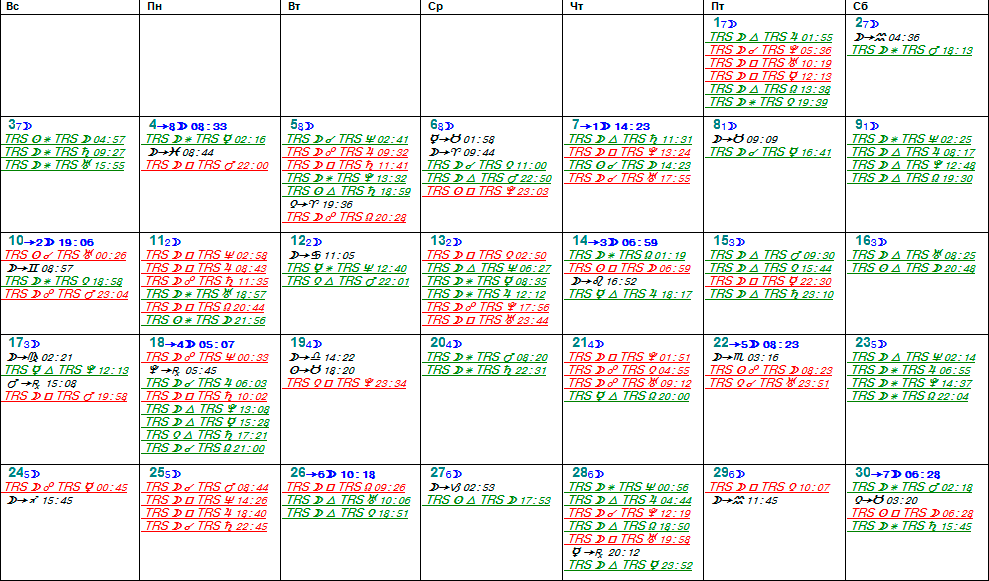 Вс Пн Вт Ср Чт Пт Сб
1 7☽
TRS ☽ △ TRS ♃ 01:55
TRS ☽ ☌ TRS ♇ 05:36
TRS ☽ □ TRS ♅ 10:19
TRS ☽ □ TRS ☿ 12:13
TRS ☽ △ TRS ☊ 13:38
TRS ☽ ✶ TRS ♀ 19:39
2 7☽
☽→♒ 04:36
TRS ☽ ✶ TRS ♂ 18:13
3 7☽
TRS ☉ ✶ TRS ☽ 04:57
TRS ☽ ✶ TRS ♄ 09:27
TRS ☽ ✶ TRS ♅ 15:55
4→8☽ 08:33
TRS ☽ ✶ TRS ☿ 02:16
☽→♓ 08:44
TRS ☽ □ TRS ♂ 22:00
5 8☽
TRS ☽ ☌ TRS ♆ 02:41
TRS ☽ ☍ TRS ♃ 09:32
TRS ☽ □ TRS ♄ 11:41
TRS ☽ ✶ TRS ♇ 13:32
TRS ☉ △ TRS ♄ 18:59
♀→♈ 19:36
TRS ☽ ☍ TRS ☊ 20:28
6 8☽
☿→♉ 01:58
☽→♈ 09:44
TRS ☽ ☌ TRS ♀ 11:00
TRS ☽ △ TRS ♂ 22:50
TRS ☉ □ TRS ♇ 23:03
7→1☽ 14:23
TRS ☽ △ TRS ♄ 11:31
TRS ☽ □ TRS ♇ 13:24
TRS ☉ ☌ TRS ☽ 14:23
TRS ☽ ☌ TRS ♅ 17:55
8 1☽
☽→♉ 09:09
TRS ☽ ☌ TRS ☿ 16:41
9 1☽
TRS ☽ ✶ TRS ♆ 02:25
TRS ☽ △ TRS ♃ 08:17
TRS ☽ △ TRS ♇ 12:48
TRS ☽ △ TRS ☊ 19:30
10→2☽ 19:06
TRS ☉ ☌ TRS ♅ 00:26
☽→♊ 08:57
TRS ☽ ✶ TRS ♀ 18:58
TRS ☽ ☍ TRS ♂ 23:04
11 2☽
TRS ☽ □ TRS ♆ 02:58
TRS ☽ □ TRS ♃ 08:43
TRS ☽ ☍ TRS ♄ 11:35
TRS ☽ ✶ TRS ♅ 18:57
TRS ☽ □ TRS ☊ 20:44
TRS ☉ ✶ TRS ☽ 21:56
12 2☽
☽→♋ 11:05
TRS ☿ ✶ TRS ♆ 12:40
TRS ♀ △ TRS ♂ 22:01
13 2☽
TRS ☽ □ TRS ♀ 02:50
TRS ☽ △ TRS ♆ 06:27
TRS ☽ ✶ TRS ☿ 08:35
TRS ☽ ✶ TRS ♃ 12:12
TRS ☽ ☍ TRS ♇ 17:56
TRS ☽ □ TRS ♅ 23:44
14→3☽ 06:59
TRS ☽ ✶ TRS ☊ 01:19
TRS ☉ □ TRS ☽ 06:59
☽→♌ 16:52
TRS ☿ △ TRS ♃ 18:17
15 3☽
TRS ☽ △ TRS ♂ 09:30
TRS ☽ △ TRS ♀ 15:44
TRS ☽ □ TRS ☿ 22:30
TRS ☽ △ TRS ♄ 23:10
16 3☽
TRS ☽ △ TRS ♅ 08:25
TRS ☉ △ TRS ☽ 20:48
17 3☽
☽→♍ 02:21
TRS ☿ △ TRS ♇ 12:13
♂→℞ 15:08
TRS ☽ □ TRS ♂ 19:58
18→4☽ 05:07
TRS ☽ ☍ TRS ♆ 00:33
♇→℞ 05:45
TRS ☽ ☌ TRS ♃ 06:03
TRS ☽ □ TRS ♄ 10:02
TRS ☽ △ TRS ♇ 13:08
TRS ☽ △ TRS ☿ 15:28
TRS ♀ △ TRS ♄ 17:21
TRS ☽ ☌ TRS ☊ 21:00
19 4☽
☽→♎ 14:22
☉→♉ 18:20
TRS ♀ □ TRS ♇ 23:34
20 4☽
TRS ☽ ✶ TRS ♂ 08:20
TRS ☽ ✶ TRS ♄ 22:31
21 4☽
TRS ☽ □ TRS ♇ 01:51
TRS ☽ ☍ TRS ♀ 04:55
TRS ☽ ☍ TRS ♅ 09:12
TRS ☿ △ TRS ☊ 20:00
22→5☽ 08:23
☽→♏ 03:16
TRS ☉ ☍ TRS ☽ 08:23
TRS ♀ ☌ TRS ♅ 23:51
23 5☽
TRS ☽ △ TRS ♆ 02:14
TRS ☽ ✶ TRS ♃ 06:55
TRS ☽ ✶ TRS ♇ 14:37
TRS ☽ ✶ TRS ☊ 22:04
24 5☽
TRS ☽ ☍ TRS ☿ 00:45
☽→♐ 15:45
25 5☽
TRS ☽ ☌ TRS ♂ 08:44
TRS ☽ □ TRS ♆ 14:26
TRS ☽ □ TRS ♃ 18:40
TRS ☽ ☌ TRS ♄ 22:45
26→6☽ 10:18
TRS ☽ □ TRS ☊ 09:26
TRS ☽ △ TRS ♅ 10:06
TRS ☽ △ TRS ♀ 18:51
27 6☽
☽→♑ 02:53
TRS ☉ △ TRS ☽ 17:53
28 6☽
TRS ☽ ✶ TRS ♆ 00:56
TRS ☽ △ TRS ♃ 04:44
TRS ☽ ☌ TRS ♇ 12:19
TRS ☽ △ TRS ☊ 18:50
TRS ☽ □ TRS ♅ 19:58
☿→℞ 20:12
TRS ☽ △ TRS ☿ 23:52
29 6☽
TRS ☽ □ TRS ♀ 10:07
☽→♒ 11:45
30→7☽ 06:28
TRS ☽ ✶ TRS ♂ 02:18
♀→♉ 03:20
TRS ☉ □ TRS ☽ 06:28
TRS ☽ ✶ TRS ♄ 15:45